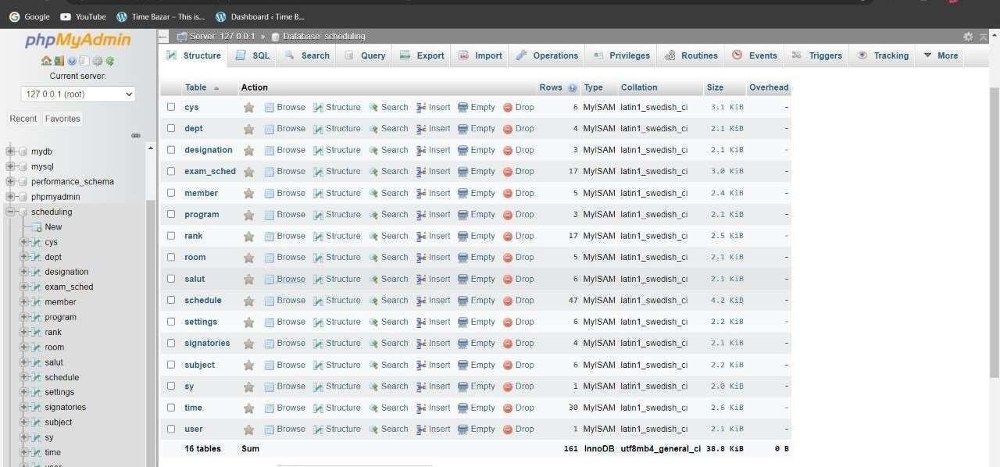 Google YouTube Time Bazar – This is... Dashboard ‹ Time B...
phpMyAdmin
Current server:
127.0.0.1 (root)
Recent Favorites
mydb
mysql
performance_schema
phpmyadmin
scheduling
New
cys
dept
designation
exam_sched
member
program
rank
room
salut
schedule
settings
signatories
subject
sy
time
user
Server: 127.0.0.1 » Database: scheduling
Structure SQL Search Query Export Import Operations Privileges Routines Events Triggers Tracking More
Table Action Rows Type Collation Size Overhead
cys Browse Structure Search Insert Empty Drop 6 MyISAM latin1_swedish_ci 3.1 KiB -
dept Browse Structure Search Insert Empty Drop 4 MyISAM latin1_swedish_ci 2.1 KiB -
designation Browse Structure Search Insert Empty Drop 3 MyISAM latin1_swedish_ci 2.1 KiB -
exam_sched Browse Structure Search Insert Empty Drop 17 MyISAM latin1_swedish_ci 3.0 KiB -
member Browse Structure Search Insert Empty Drop 5 MyISAM latin1_swedish_ci 2.4 KiB -
program Browse Structure Search Insert Empty Drop 3 MyISAM latin1_swedish_ci 2.1 KiB -
rank Browse Structure Search Insert Empty Drop 17 MyISAM latin1_swedish_ci 2.5 KiB -
room Browse Structure Search Insert Empty Drop 5 MyISAM latin1_swedish_ci 2.1 KiB -
salut Browse Structure Search Insert Empty Drop 6 MyISAM latin1_swedish_ci 2.1 KiB -
schedule Browse Structure Search Insert Empty Drop 47 MyISAM latin1_swedish_ci 4.2 KiB -
settings Browse Structure Search Insert Empty Drop 6 MyISAM latin1_swedish_ci 2.2 KiB -
signatories Browse Structure Search Insert Empty Drop 4 MyISAM latin1_swedish_ci 2.1 KiB -
subject Browse Structure Search Insert Empty Drop 6 MyISAM latin1_swedish_ci 2.2 KiB -
sy Browse Structure Search Insert Empty Drop 1 MyISAM latin1_swedish_ci 2.0 KiB -
time Browse Structure Search Insert Empty Drop 30 MyISAM latin1_swedish_ci 2.6 KiB -
user Browse Structure Search Insert Empty Drop 1 MyISAM latin1_swedish_ci 2.1 KiB -
16 tables Sum 161 InnoDB utf8mb4_general_ci 38.8 KiB 0 B